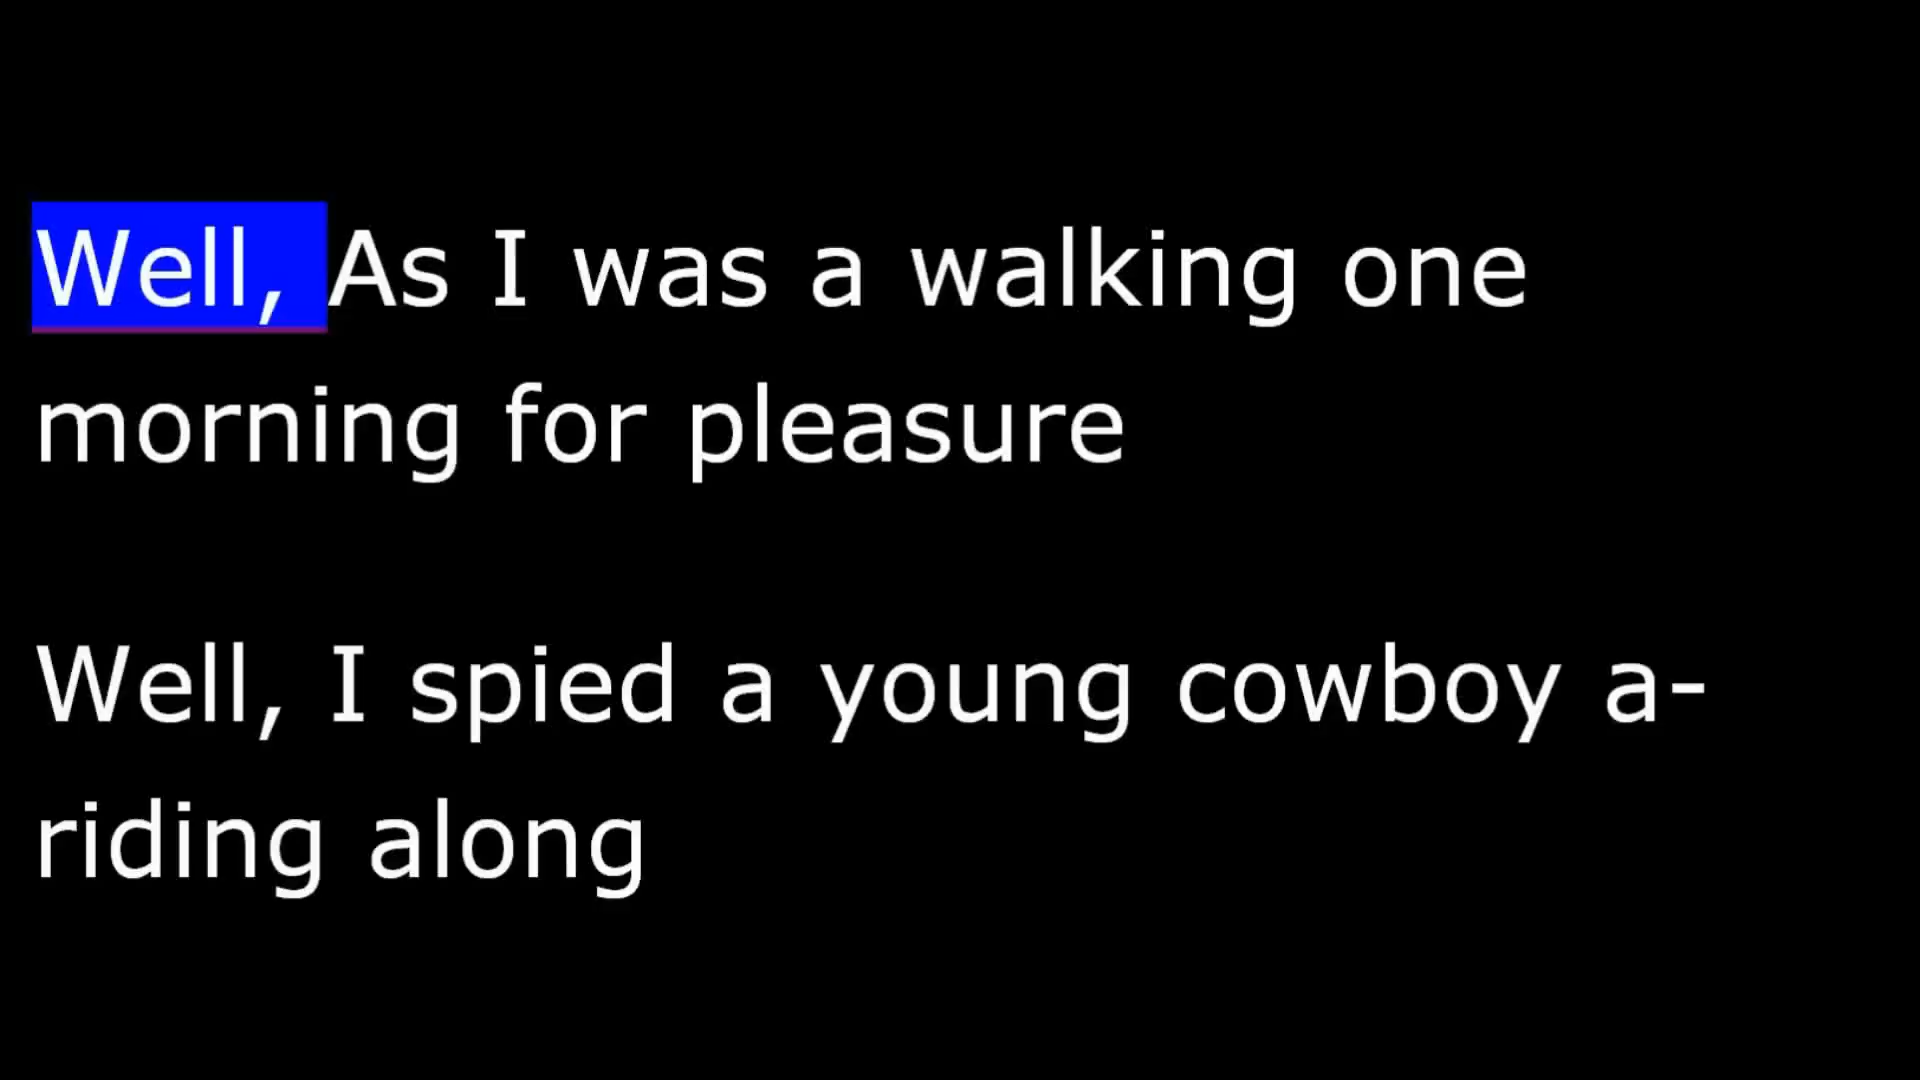 Well, As I was a walking one
morning for pleasure
Well, I spied a young cowboy a-
riding along